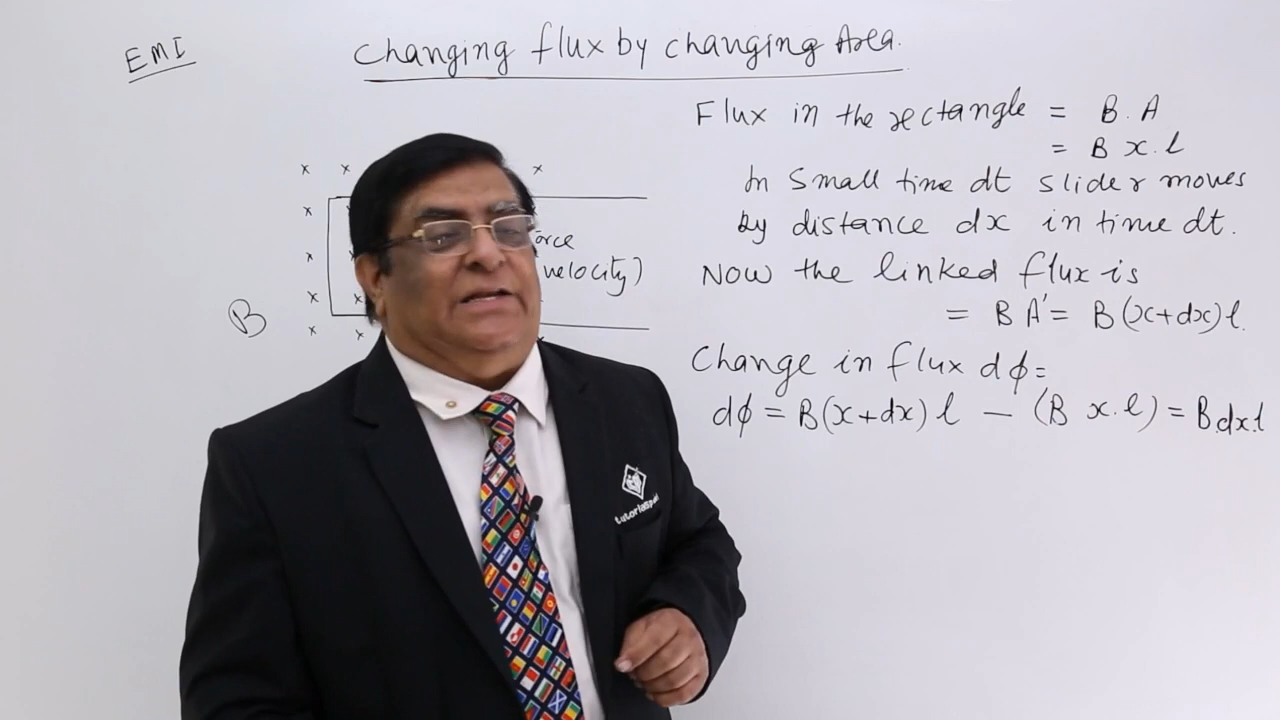 EMI
Changing flux by changing Area.
Flux in the rectangle = B. A
= B x. l
In small time dt slider moves
by distance dx in time dt.
velocity)
B
Now the linked flux is
= B A' = B(x+dx)l.
Change in flux dϕ=
dϕ = B(x+dx) l — (B x. l) = B dx.l